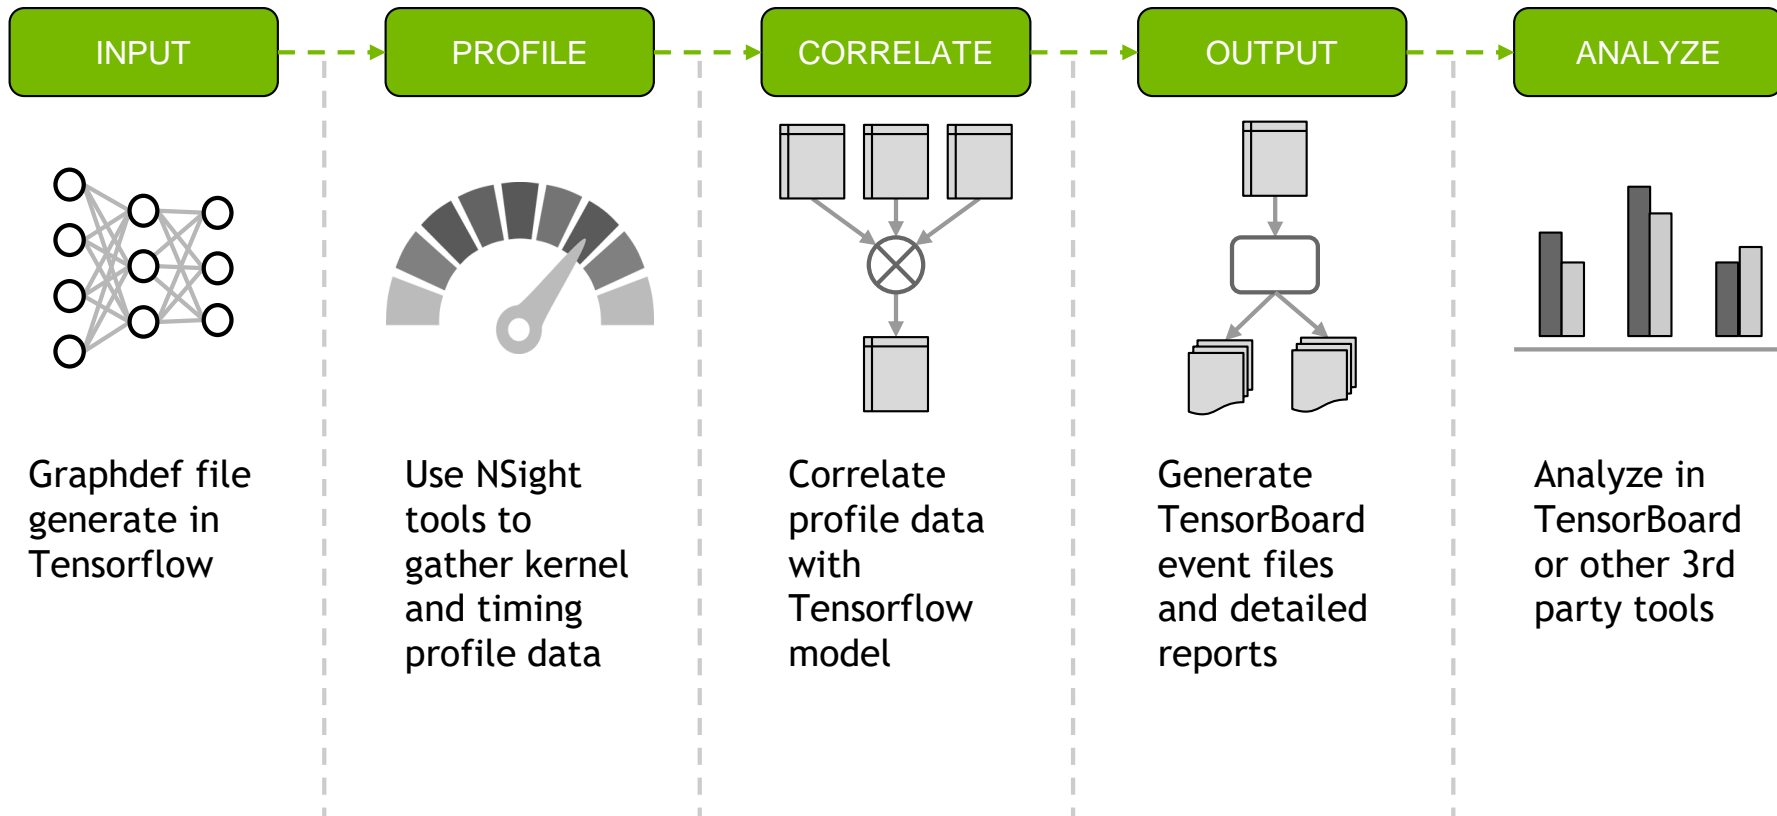 INPUT
PROFILE
CORRELATE
OUTPUT
ANALYZE
Graphdef file
generate in
Tensorflow
Use NSight
tools to
gather kernel
and timing
profile data
Correlate
profile data
with
Tensorflow
model
Generate
TensorBoard
event files
and detailed
reports
Analyze in
TensorBoard
or other 3rd
party tools